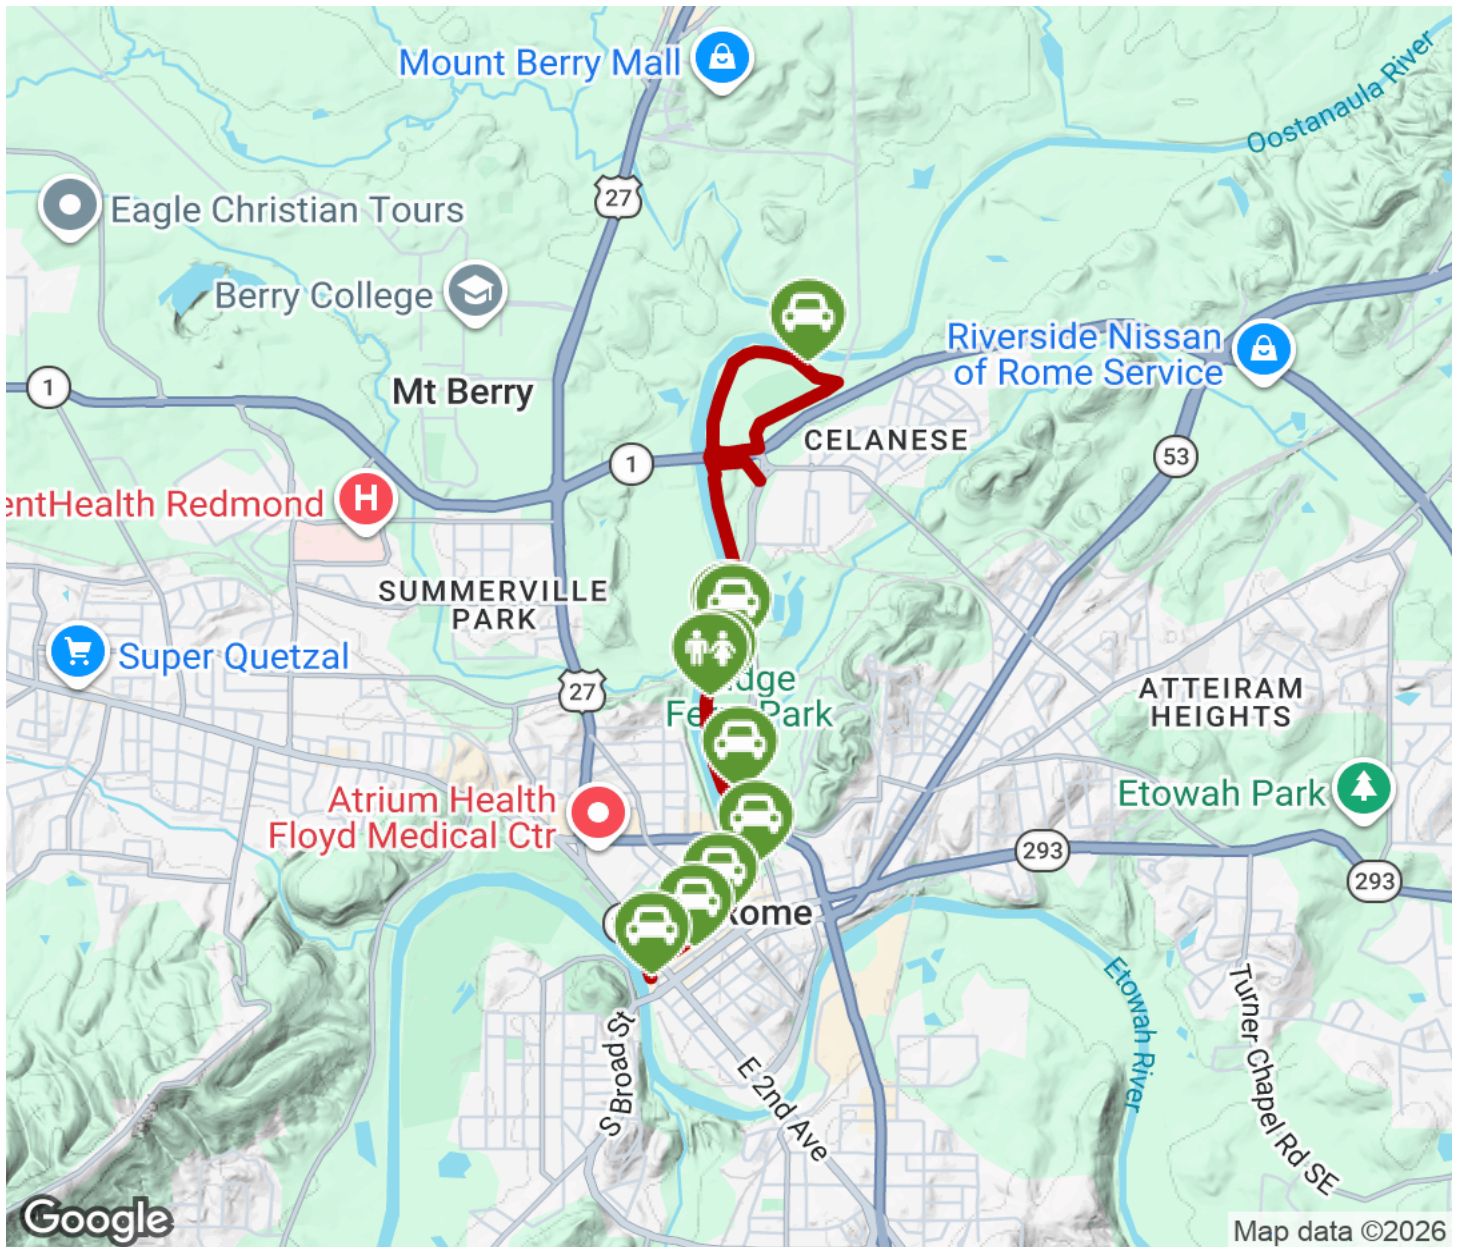 Mount Berry Mall
Oostanaula River
27
Eagle Christian Tours
Berry College
Riverside Nissan
of Rome Service
1
Mt Berry
CELANESE
1
53
entHealth Redmond
H
SUMMERVILLE
PARK
Super Quetzal
27
Park
ATTEIRAM
HEIGHTS
Etowah Park
Atrium Health
Floyd Medical Ctr
293
293
Rome
Etowah River
Turner Chapel Rd SE
S Broad St
E 2nd Ave
Google
Map data ©2026